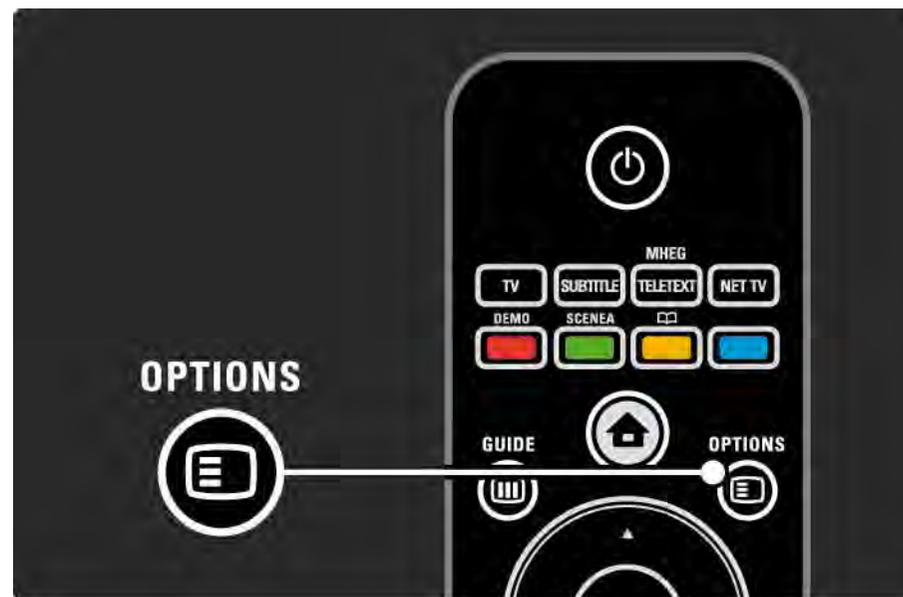 MHEG
TV SUBTITLE TELETEXT NET TV
DEMO SCENEA
OPTIONS
GUIDE OPTIONS